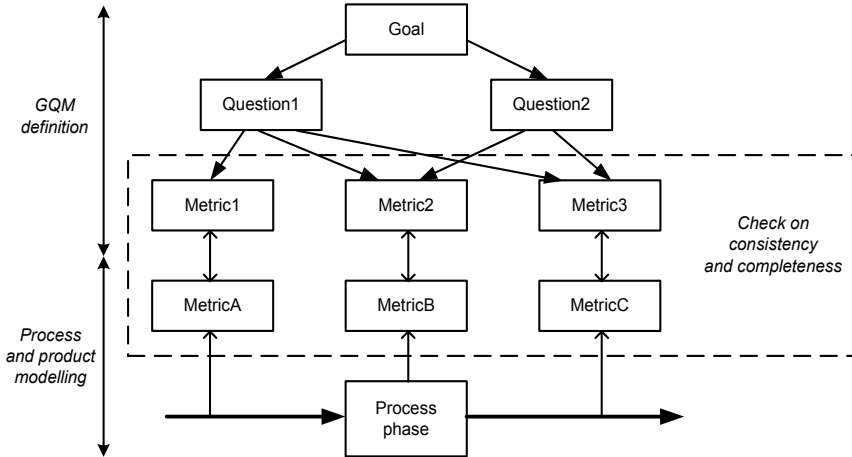 Goal
GQM
definition
Question1
Question2
Metric1
Metric2
Metric3
Check on
consistency
and completeness
MetricA
MetricB
MetricC
Process
and product
modelling
Process
phase